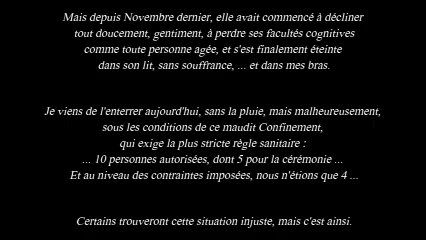 Mais depuis Novembre dernier, elle avait commencé à décliner
tout doucement, gentiment, à perdre ses facultés cognitives
comme toute personne agée, et s'est finalement éteinte
dans son lit, sans souffrance, ... et dans mes bras.
Je viens de l'enterrer aujourd'hui, sans la pluie, mais malheureusement,
sous les conditions de ce maudit Confinement,
qui exige la plus stricte règle sanitaire :
... 10 personnes autorisées, dont 5 pour la cérémonie ...
Et au niveau des contraintes imposées, nous n'étions que 4 ...
Certains trouveront cette situation injuste, mais c'est ainsi.